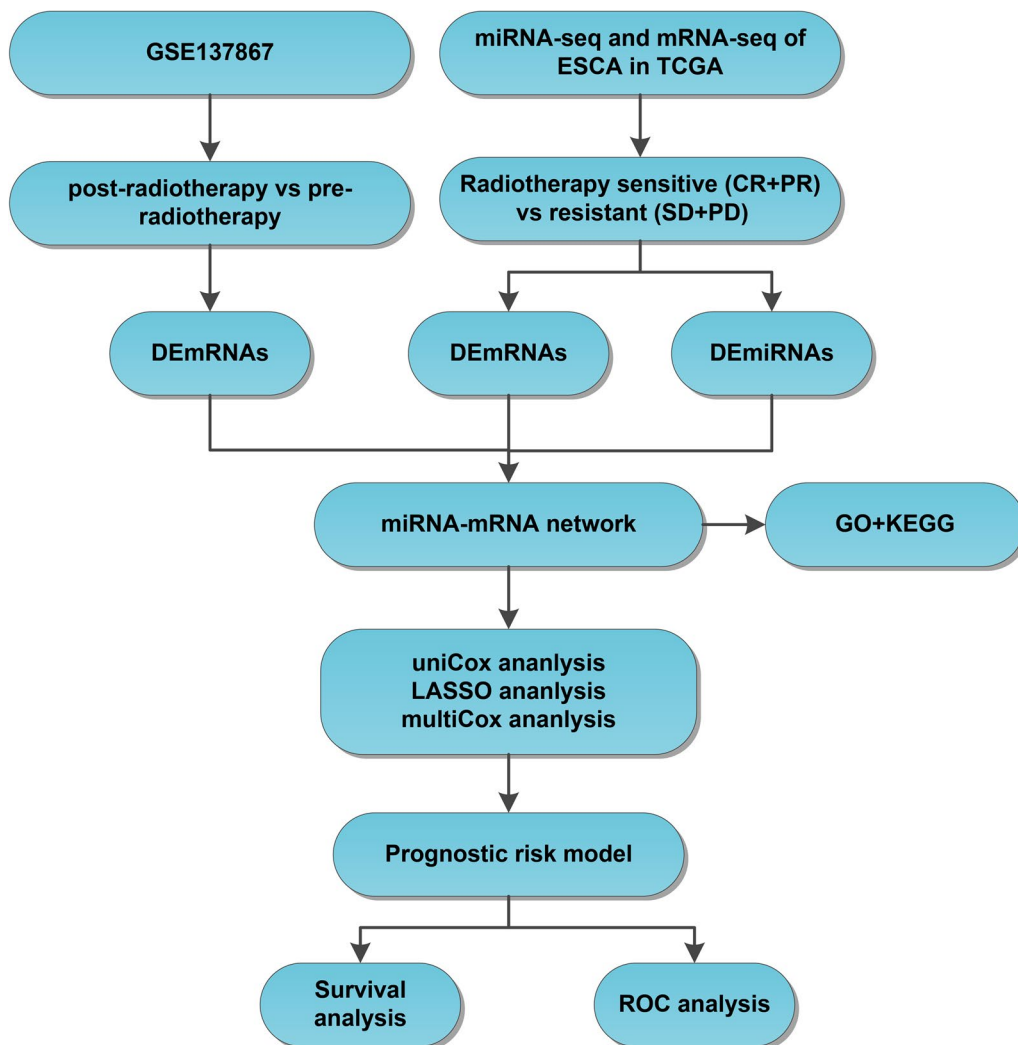 GSE137867
miRNA-seq and mRNA-seq of
ESCA in TCGA
post-radiotherapy vs pre-
radiotherapy
Radiotherapy sensitive (CR+PR)
vs resistant (SD+PD)
DEmRNAs
DEmRNAs
DEmiRNAs
miRNA-mRNA network
GO+KEGG
uniCox ananlysis
LASSO ananlysis
multiCox ananlysis
Prognostic risk model
Survival
analysis
ROC analysis